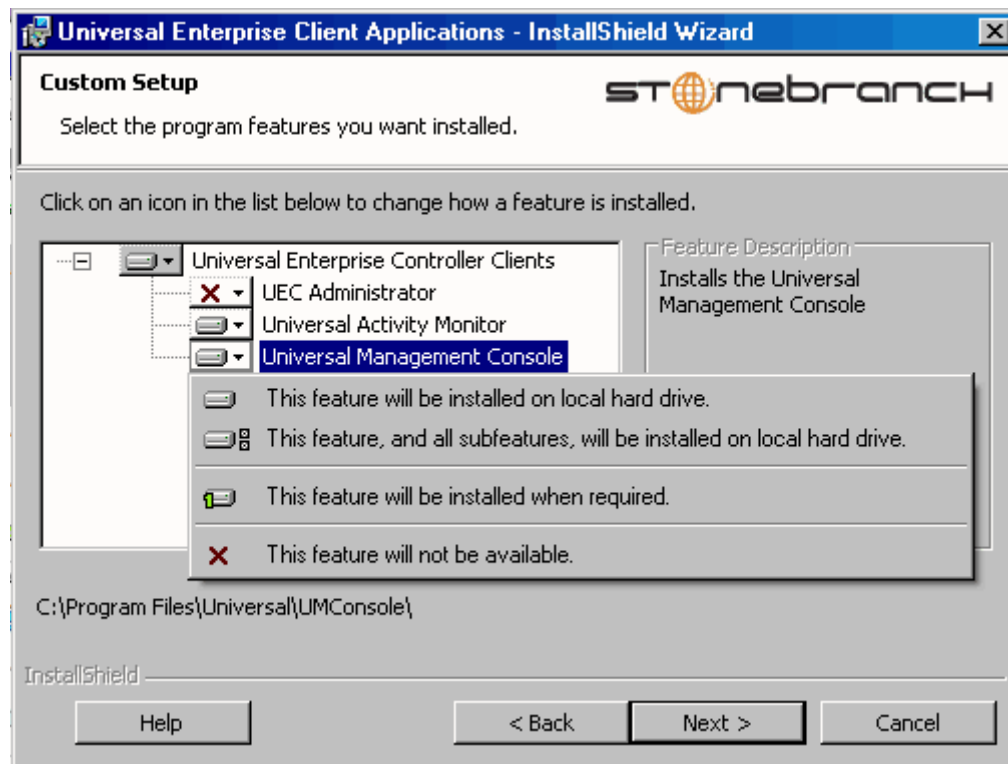 Universal Enterprise Client Applications - InstallShield Wizard
Custom Setup
STONEBRANCH
Select the program features you want installed.
Click on an icon in the list below to change how a feature is installed.
Universal Enterprise Controller Clients
UEC Administrator
Universal Activity Monitor
Universal Management Console
Feature Description
Installs the Universal
Management Console
This feature will be installed on local hard drive.
This feature, and all subfeatures, will be installed on local hard drive.
This feature will be installed when required.
This feature will not be available.
C:\Program Files\Universal\UMConsole\
InstallShield
Help
< Back
Next >
Cancel